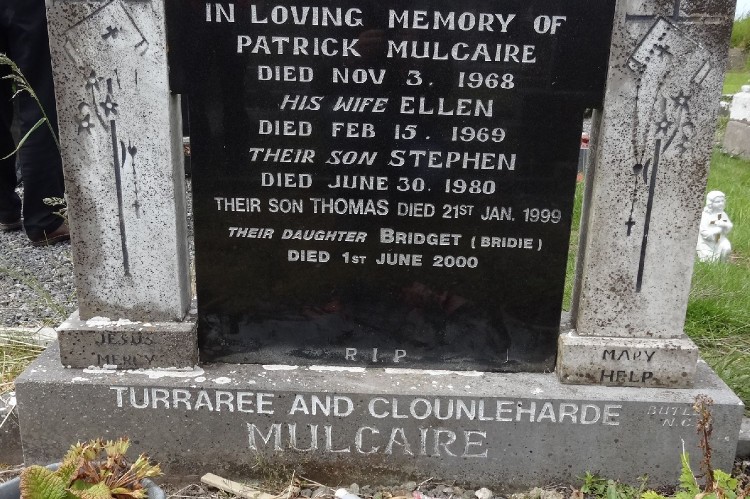 IN LOVING MEMORY OF
PATRICK MULCAIRE
DIED NOV 3. 1968
HIS WIFE ELLEN
DIED FEB 15. 1969
THEIR SON STEPHEN
DIED JUNE 30. 1980
THEIR SON THOMAS DIED 21ST JAN. 1999
THEIR DAUGHTER BRIDGET (BRIDIE)
DIED 1ST JUNE 2000
R.I.P
JESUS
MERCY
MARY
HELP
TURRAREE AND CLOUNLEHARDE
MULCAIRE
N.C